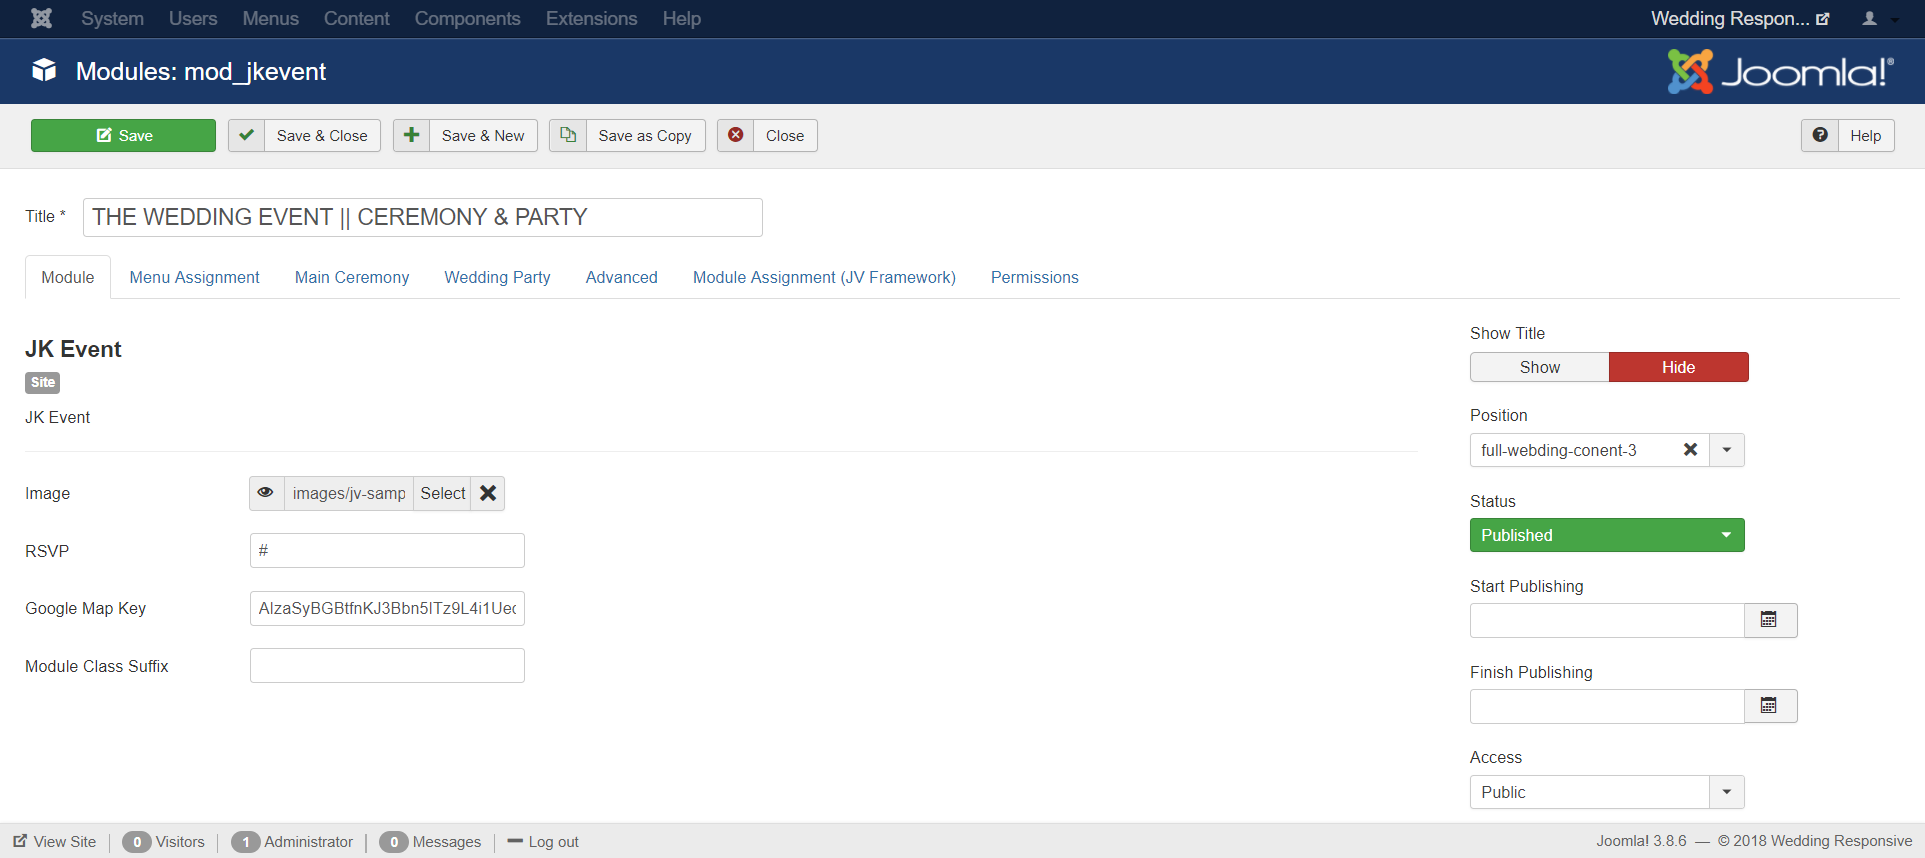 System Users Menus Content Components Extensions Help Wedding Respon...
Modules: mod_jkevent Joomla!®
Save Save & Close Save & New Save as Copy Close Help
Title * THE WEDDING EVENT || CEREMONY & PARTY
Module Menu Assignment Main Ceremony Wedding Party Advanced Module Assignment (JV Framework) Permissions
JK Event
Site
JK Event
Image images/jv-samp Select
RSVP #
Google Map Key
Module Class Suffix
Show Title
Show Hide
Position
full-webding-conent-3
Status
Published
Start Publishing
Finish Publishing
Access
Public
View Site 0 Visitors 1 Administrator 0 Messages Log out Joomla! 3.8.6 — © 2018 Wedding Responsive